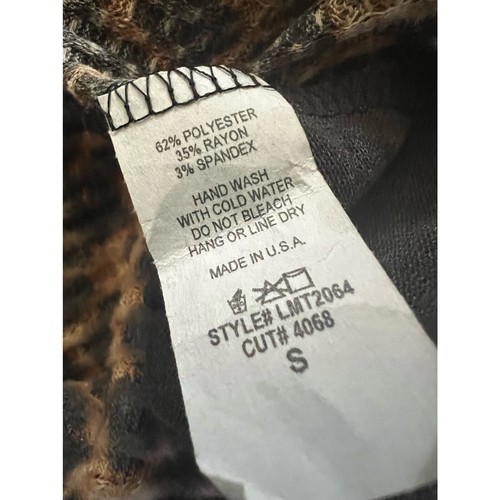 62% POLYESTER
35% RAYON
3% SPANDEX
HAND WASH
WITH COLD WATER
DO NOT BLEACH
HANG OR LINE DRY
MADE IN U.S.A.
STYLE# LMT2064
CUT# 4068
S